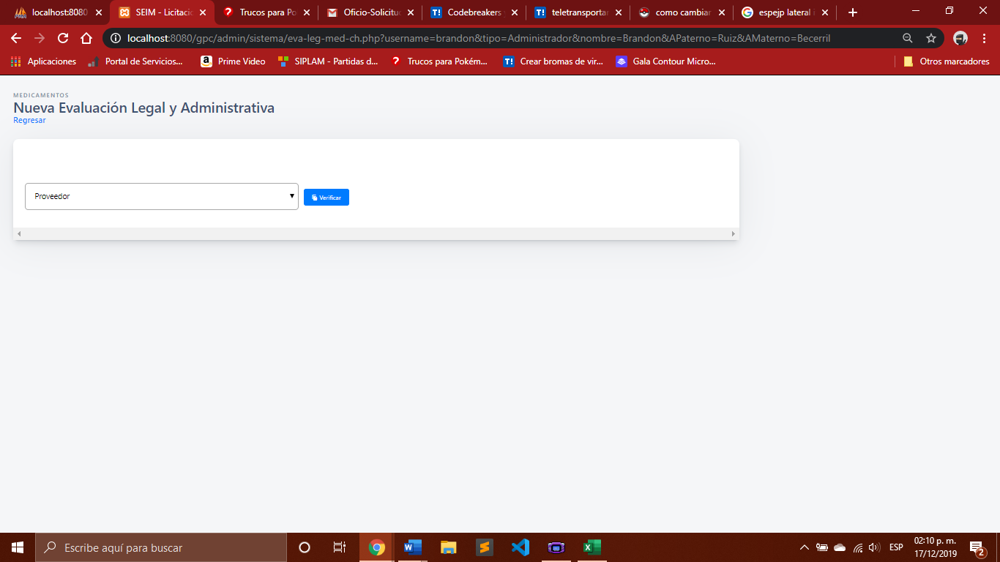 localhost:8080
SEIM - Licitaci
Trucos para Po
Oficio-Solicitud
Codebreakers y
teletransportar
como cambiar
espejp lateral i
localhost:8080/gpc/admin/sistema/eva-leg-med-ch.php?username=brandon&tipo=Administrador&nombre=Brandon&APaterno=Ruiz&AMaterno=Becerril
Aplicaciones
Portal de Servicios...
Prime Video
SIPLAM - Partidas d...
Trucos para Pokém...
Crear bromas de vir...
Gala Contour Micro...
Otros marcadores
MEDICAMENTOS
Nueva Evaluación Legal y Administrativa
Regresar
Proveedor
Verificar
Escribe aquí para buscar
ESP
02:10 p. m.
17/12/2019
2